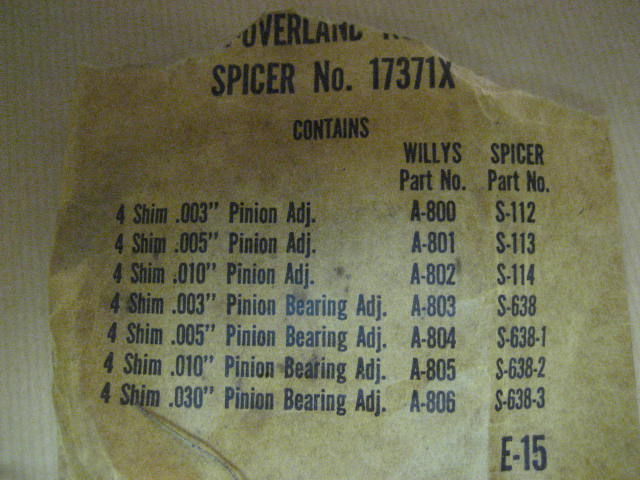 OVERLAND
SPICER No. 17371X
CONTAINS
WILLYS SPICER
Part No. Part No.
4 Shim .003" Pinion Adj. A-800 S-112
4 Shim .005" Pinion Adj. A-801 S-113
4 Shim .010" Pinion Adj. A-802 S-114
4 Shim .003" Pinion Bearing Adj. A-803 S-638
4 Shim .005" Pinion Bearing Adj. A-804 S-638-1
4 Shim .010" Pinion Bearing Adj. A-805 S-638-2
4 Shim .030" Pinion Bearing Adj. A-806 S-638-3
E-15